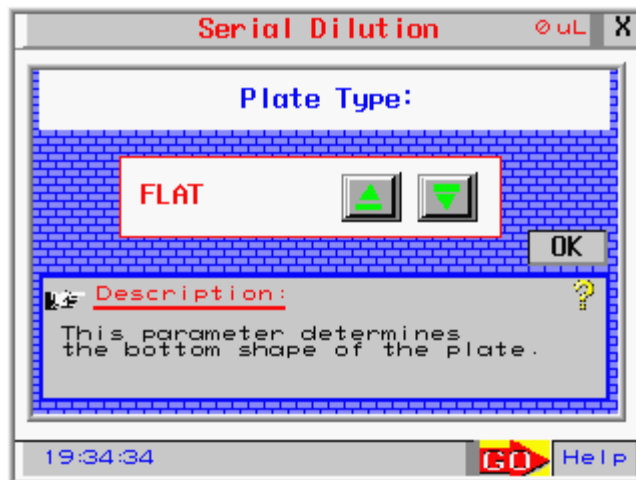 Serial Dilution 0 uL X
Plate Type:
FLAT
OK
Description: ?
This parameter determines
the bottom shape of the plate.
19:34:34 GO Help